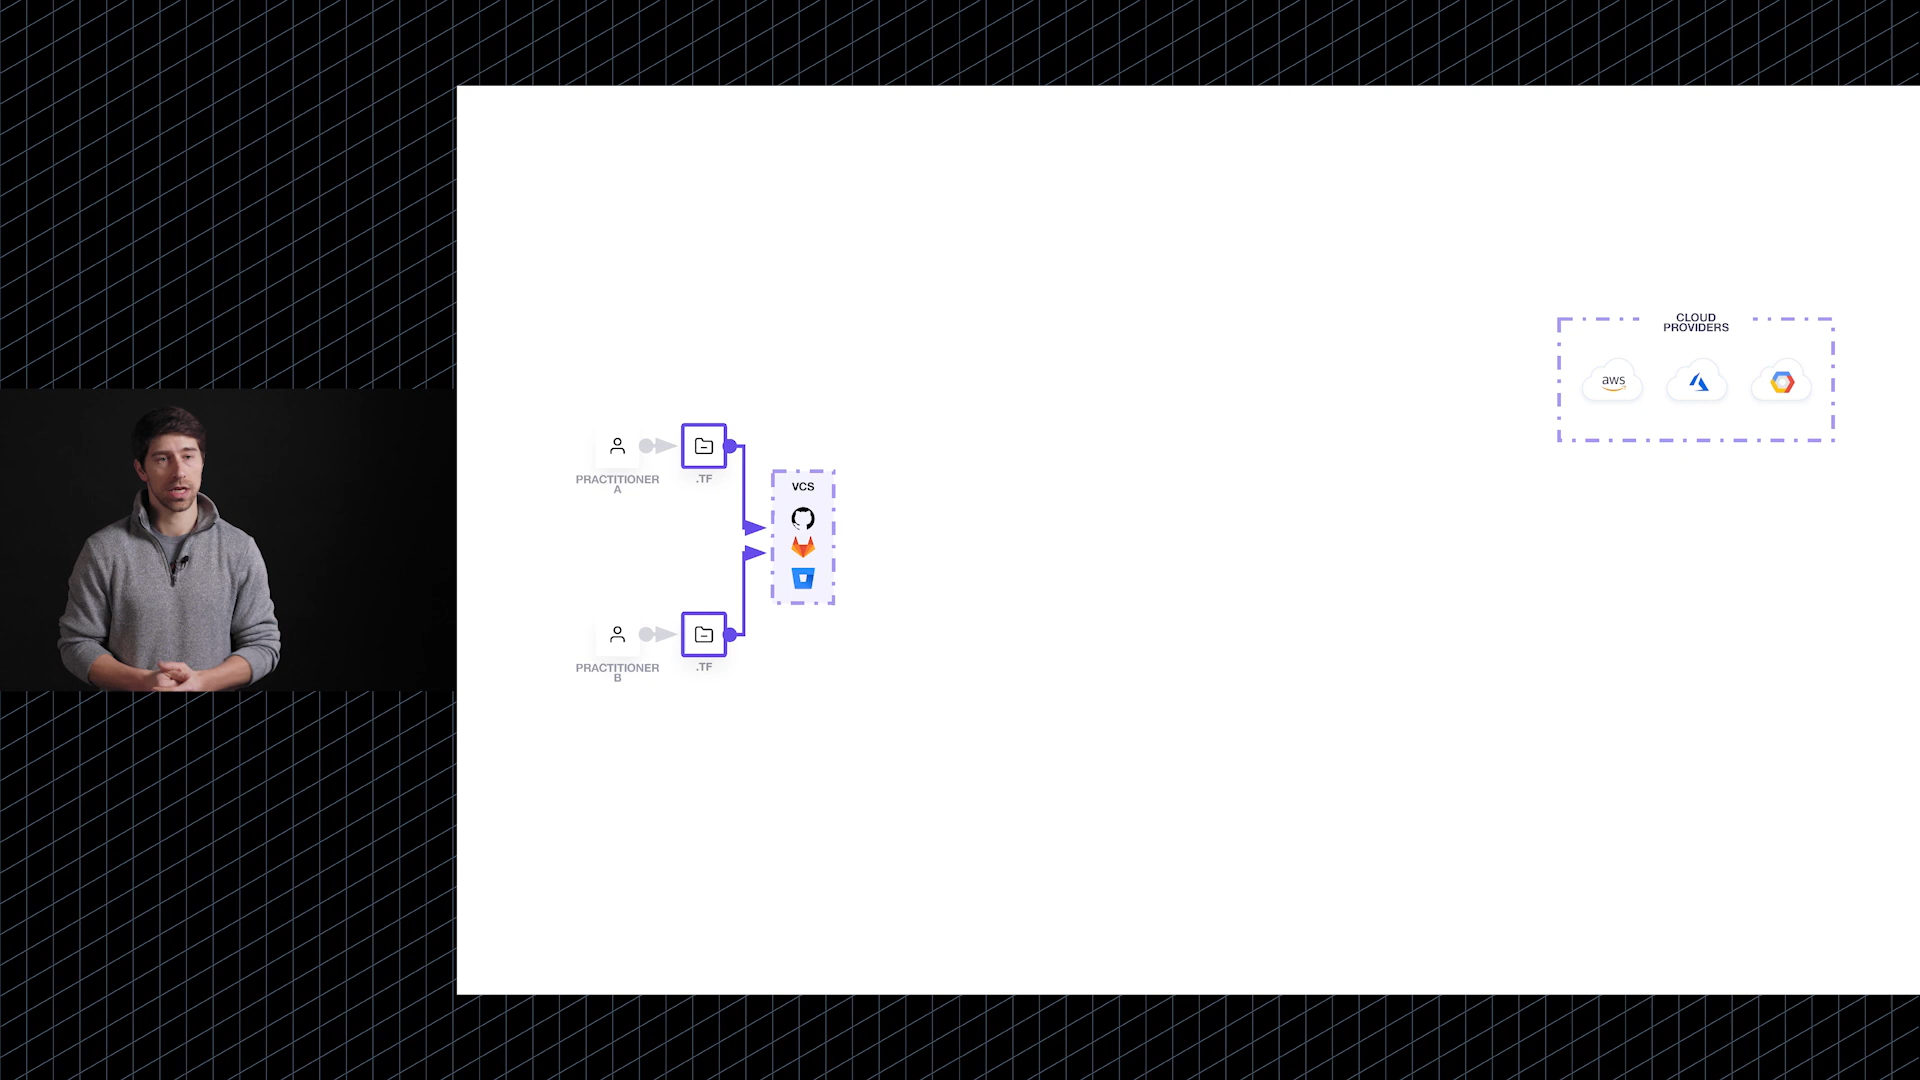 CLOUD
PROVIDERS
aws
PRACTITIONER
A
.TF
VCS
PRACTITIONER
B
.TF